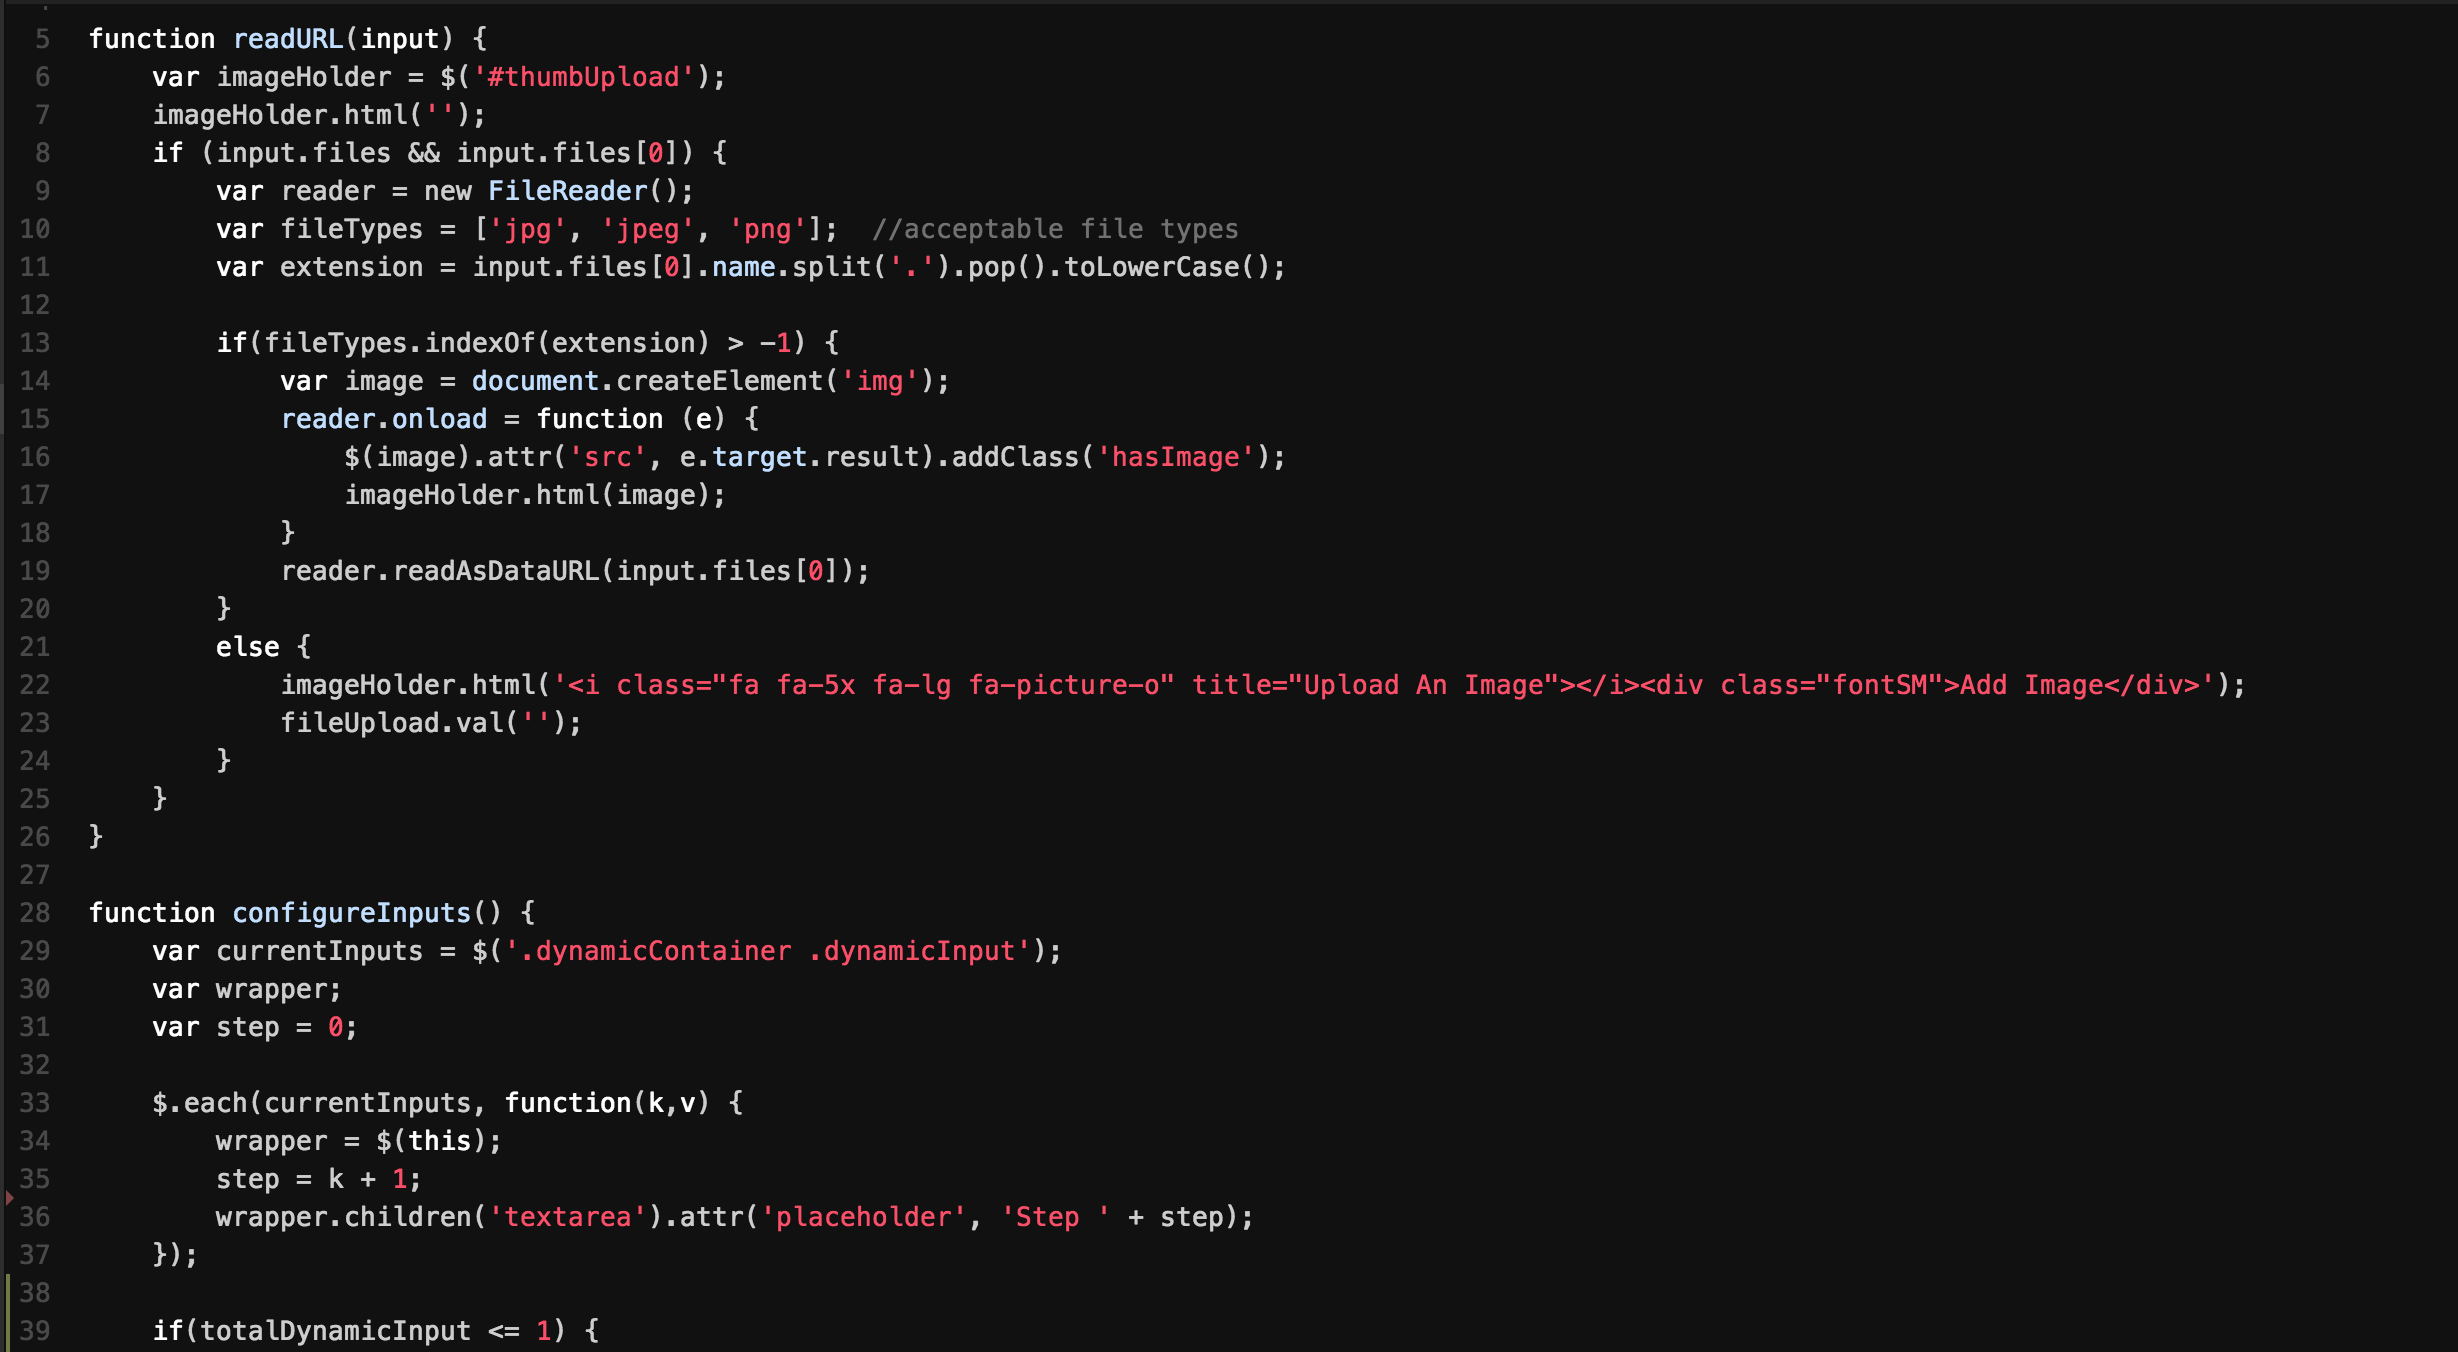 5 function readURL(input) {
6 var imageHolder = $('#thumbUpload');
7 imageHolder.html('');
8 if (input.files && input.files[0]) {
9 var reader = new FileReader();
10 var fileTypes = ['jpg', 'jpeg', 'png'];  //acceptable file types
11 var extension = input.files[0].name.split('.').pop().toLowerCase();
12
13 if(fileTypes.indexOf(extension) > -1) {
14 var image = document.createElement('img');
15 reader.onload = function (e) {
16 $(image).attr('src', e.target.result).addClass('hasImage');
17 imageHolder.html(image);
18 }
19 reader.readAsDataURL(input.files[0]);
20 }
21 else {
22 imageHolder.html('<i class="fa fa-5x fa-lg fa-picture-o" title="Upload An Image"></i><div class="fontSM">Add Image</div>');
23 fileUpload.val('');
24 }
25 }
26 }
27
28 function configureInputs() {
29 var currentInputs = $('.dynamicContainer .dynamicInput');
30 var wrapper;
31 var step = 0;
32
33 $.each(currentInputs, function(k,v) {
34 wrapper = $(this);
35 step = k + 1;
36 wrapper.children('textarea').attr('placeholder', 'Step ' + step);
37 });
38
39 if(totalDynamicInput <= 1) {